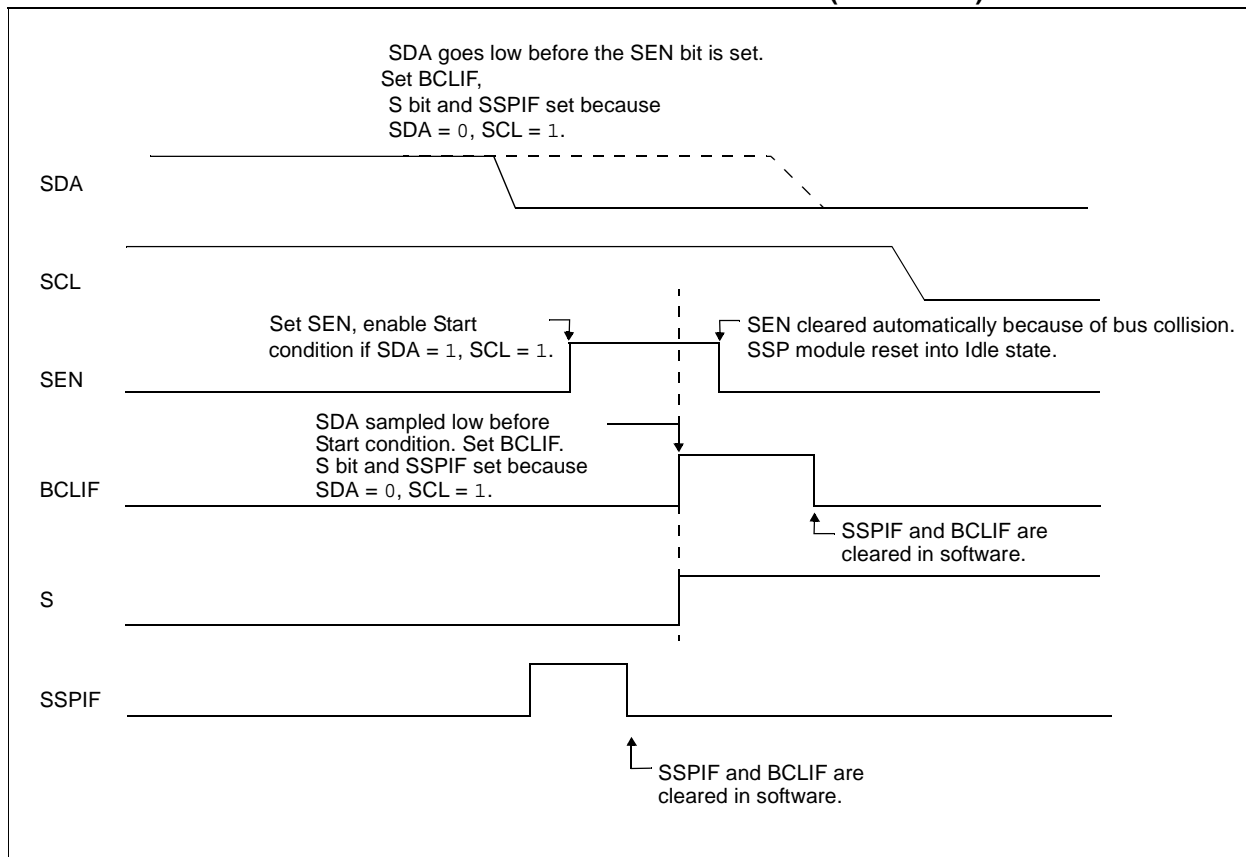 SDA goes low before the SEN bit is set.
Set BCLIF,
S bit and SSPIF set because
SDA = 0, SCL = 1.
SDA
SCL
Set SEN, enable Start
condition if SDA = 1, SCL = 1.
SEN cleared automatically because of bus collision.
SSP module reset into Idle state.
SEN
SDA sampled low before
Start condition. Set BCLIF.
S bit and SSPIF set because
SDA = 0, SCL = 1.
BCLIF
SSPIF and BCLIF are
cleared in software.
S
SSPIF
SSPIF and BCLIF are
cleared in software.